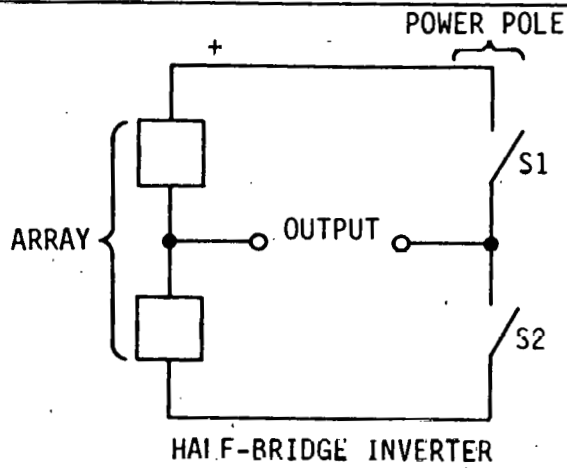 POWER POLE
+
S1
ARRAY
OUTPUT
S2
HALF-BRIDGE INVERTER